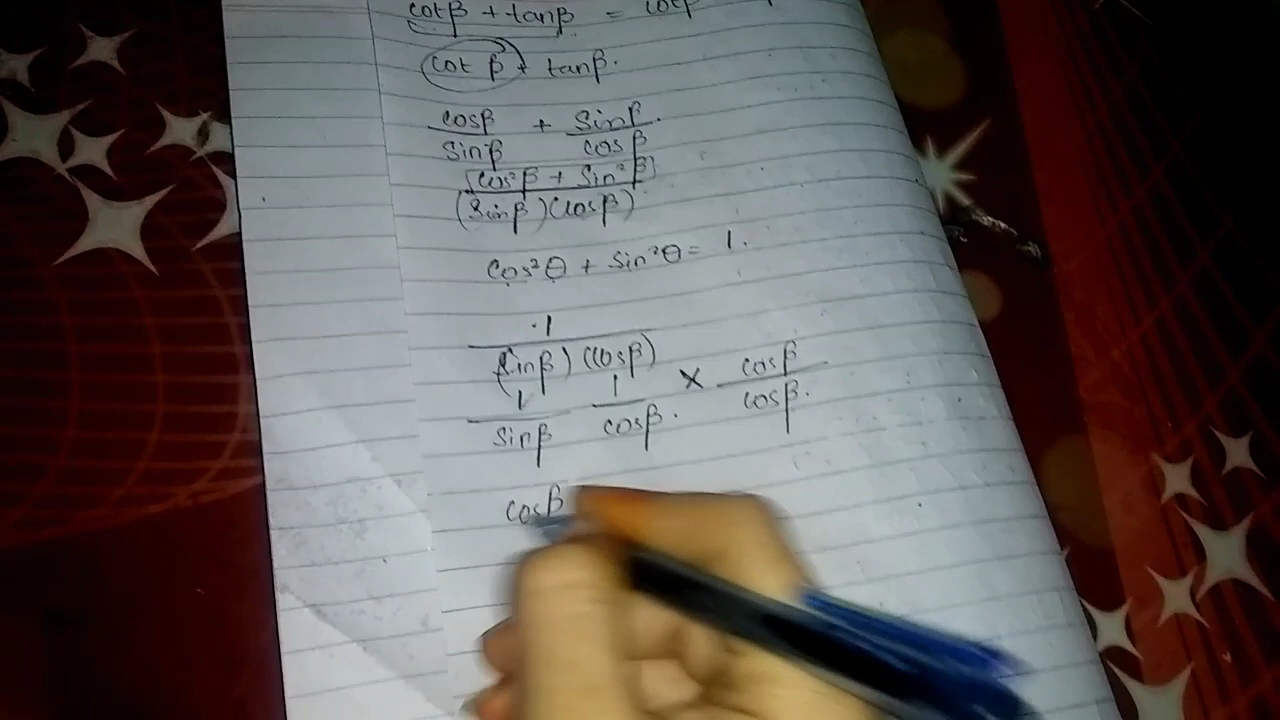 cotβ + tanβ = cotβ
cot β + tanβ.
cosβ/sinβ + sinβ/cosβ.
[cos²β + sin²β]/(sinβ)(cosβ)
cos²θ + sin²θ = 1.
1/(sinβ)(cosβ)
1/sinβ 1/cosβ. × cosβ/cosβ.
cosβ